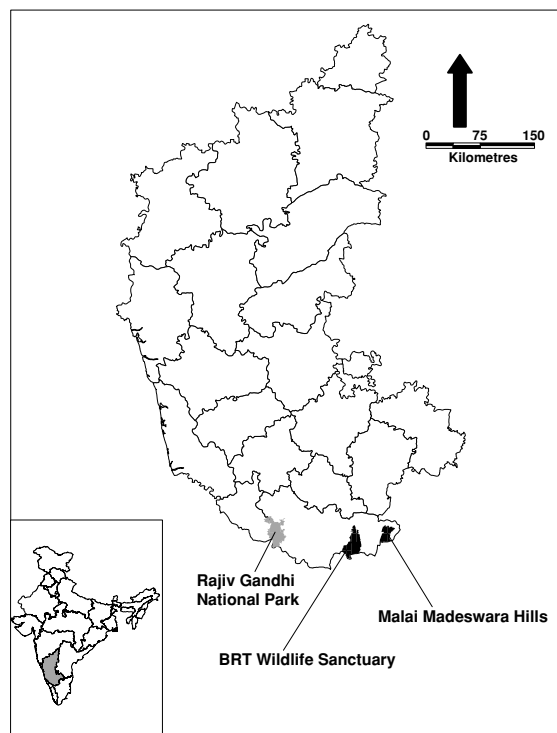 0 75 150
Kilometres
Rajiv Gandhi
National Park
Malai Madeswara Hills
BRT Wildlife Sanctuary